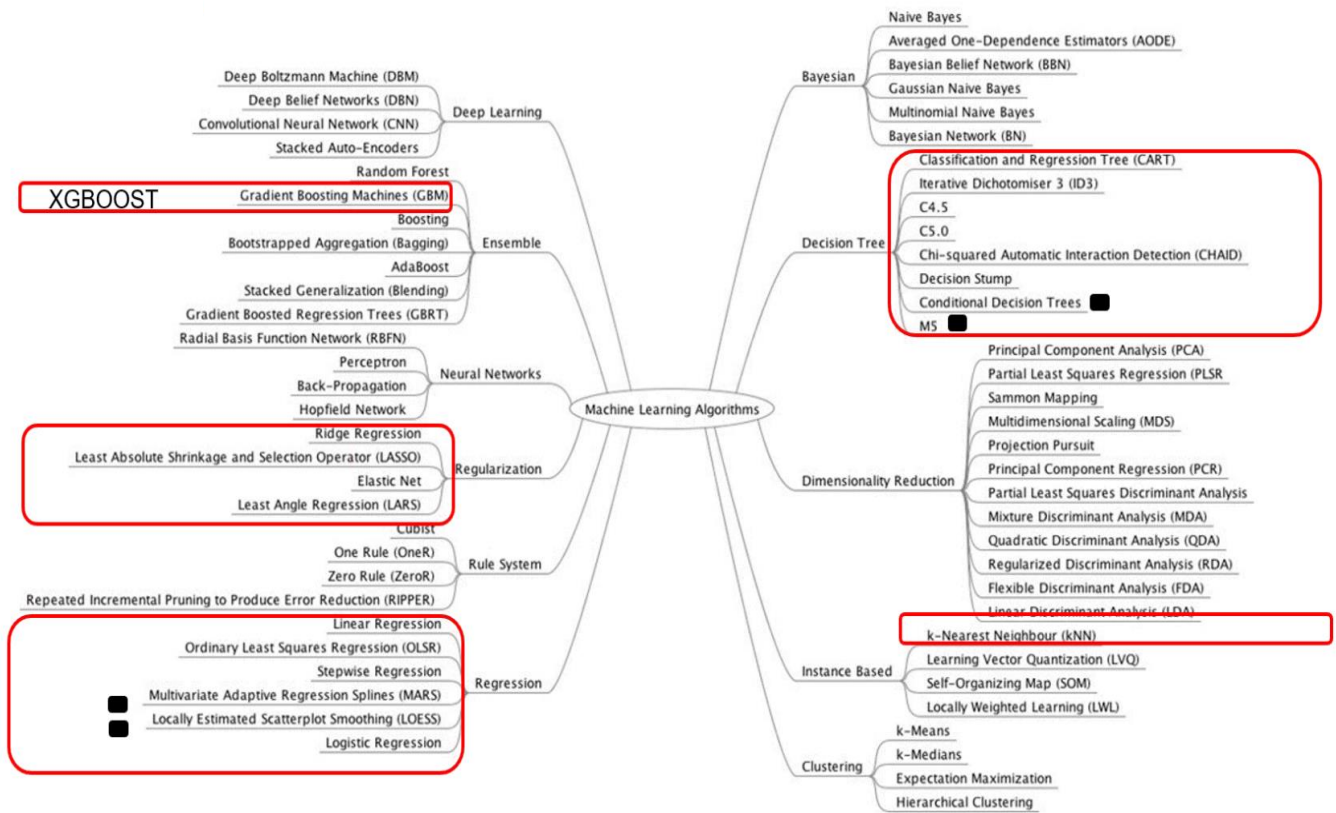 Deep Boltzmann Machine (DBM)
Deep Belief Networks (DBN)
Convolutional Neural Network (CNN)
Stacked Auto-Encoders
Deep Learning
Random Forest
XGBOOST
Gradient Boosting Machines (GBM)
Boosting
Bootstrapped Aggregation (Bagging)
AdaBoost
Stacked Generalization (Blending)
Gradient Boosted Regression Trees (GBRT)
Ensemble
Radial Basis Function Network (RBFN)
Perceptron
Back-Propagation
Hopfield Network
Neural Networks
Ridge Regression
Least Absolute Shrinkage and Selection Operator (LASSO)
Elastic Net
Least Angle Regression (LARS)
Regularization
Cubist
One Rule (OneR)
Zero Rule (ZeroR)
Repeated Incremental Pruning to Produce Error Reduction (RIPPER)
Rule System
Linear Regression
Ordinary Least Squares Regression (OLSR)
Stepwise Regression
Multivariate Adaptive Regression Splines (MARS)
Locally Estimated Scatterplot Smoothing (LOESS)
Logistic Regression
Regression
Machine Learning Algorithms
Bayesian
Naive Bayes
Averaged One-Dependence Estimators (AODE)
Bayesian Belief Network (BBN)
Gaussian Naive Bayes
Multinomial Naive Bayes
Bayesian Network (BN)
Decision Tree
Classification and Regression Tree (CART)
Iterative Dichotomiser 3 (ID3)
C4.5
C5.0
Chi-squared Automatic Interaction Detection (CHAID)
Decision Stump
Conditional Decision Trees
M5
Dimensionality Reduction
Principal Component Analysis (PCA)
Partial Least Squares Regression (PLSR
Sammon Mapping
Multidimensional Scaling (MDS)
Projection Pursuit
Principal Component Regression (PCR)
Partial Least Squares Discriminant Analysis
Mixture Discriminant Analysis (MDA)
Quadratic Discriminant Analysis (QDA)
Regularized Discriminant Analysis (RDA)
Flexible Discriminant Analysis (FDA)
Linear Discriminant Analysis (LDA)
Instance Based
k-Nearest Neighbour (kNN)
Learning Vector Quantization (LVQ)
Self-Organizing Map (SOM)
Locally Weighted Learning (LWL)
Clustering
k-Means
k-Medians
Expectation Maximization
Hierarchical Clustering